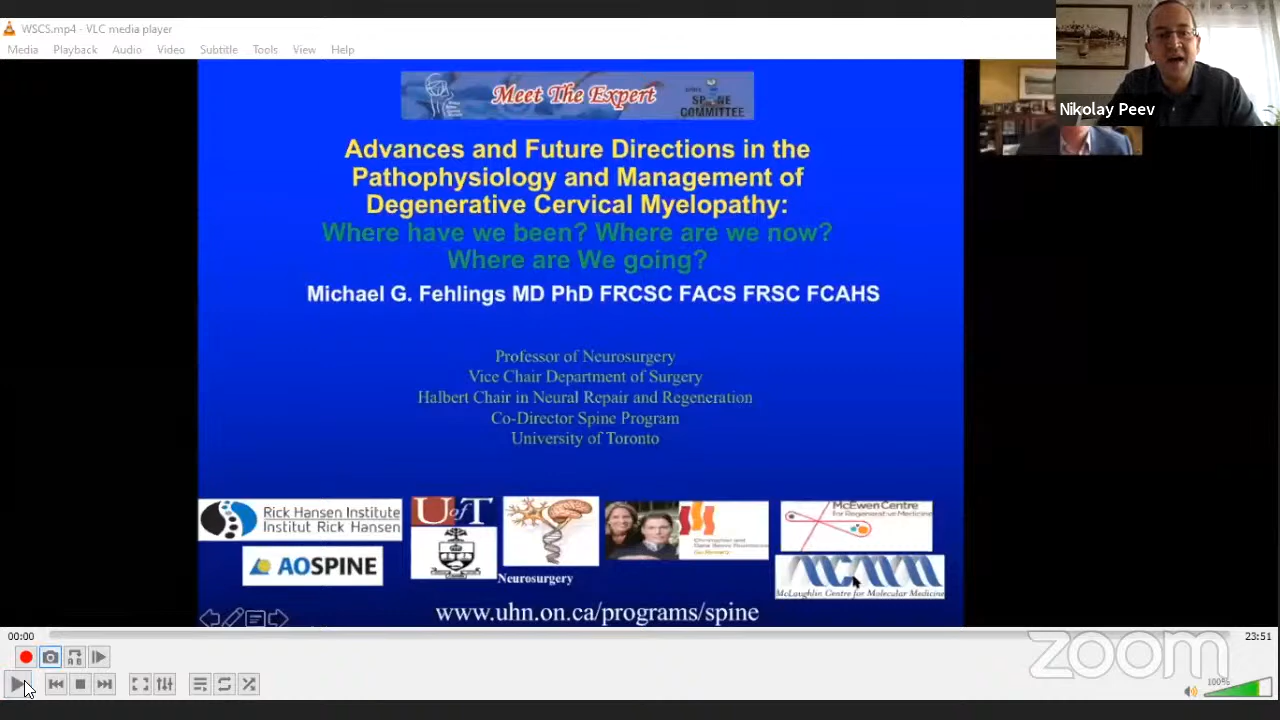 WSCS.mp4 - VLC media player
Media Playback Audio Video Subtitle Tools View Help
Nikolay Peev
Meet The Expert
SPINE
COMMITTEE
Advances and Future Directions in the
Pathophysiology and Management of
Degenerative Cervical Myelopathy:
Where have we been? Where are we now?
Where are We going?
Michael G. Fehlings MD PhD FRCSC FACS FRSC FCAHS
Professor of Neurosurgery
Vice Chair Department of Surgery
Halbert Chair in Neural Repair and Regeneration
Co-Director Spine Program
University of Toronto
Rick Hansen Institute
Institut Rick Hansen
AOSPINE
UofT
Neurosurgery
McEwen Centre
for Regenerative Medicine
McLaughlin Centre for Molecular Medicine
www.uhn.on.ca/programs/spine
00:00
23:51
zoom
100%